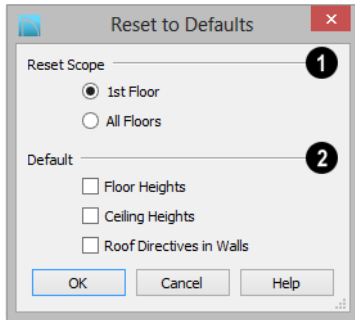 Reset to Defaults
Reset Scope 1
1st Floor
All Floors
Default 2
Floor Heights
Ceiling Heights
Roof Directives in Walls
OK Cancel Help